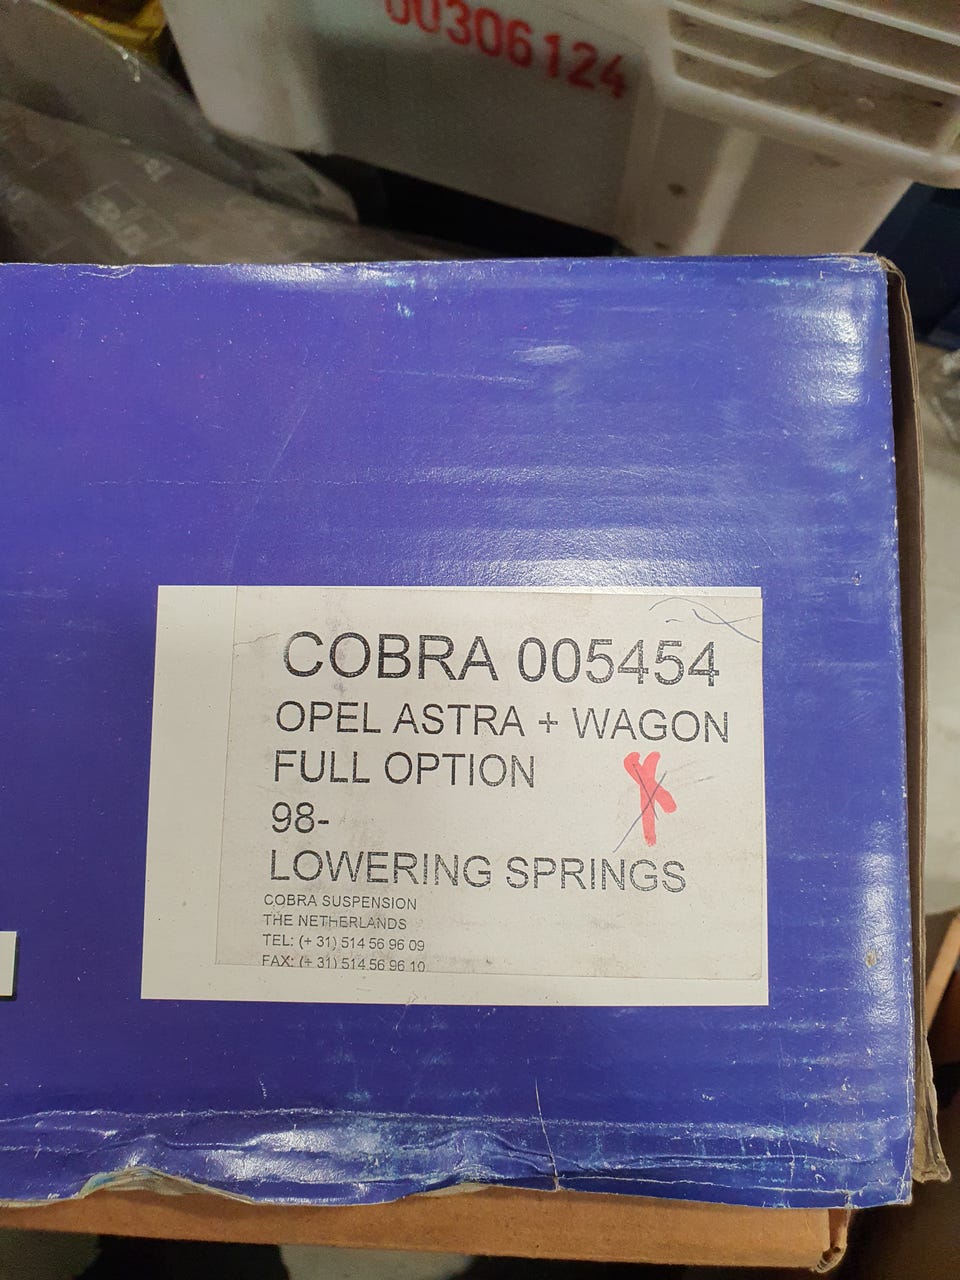 00306124
COBRA 005454
OPEL ASTRA + WAGON
FULL OPTION
98-
LOWERING SPRINGS
COBRA SUSPENSION
THE NETHERLANDS
TEL: (+ 31) 514 56 96 09
FAX: (+ 31) 514 56 96 10